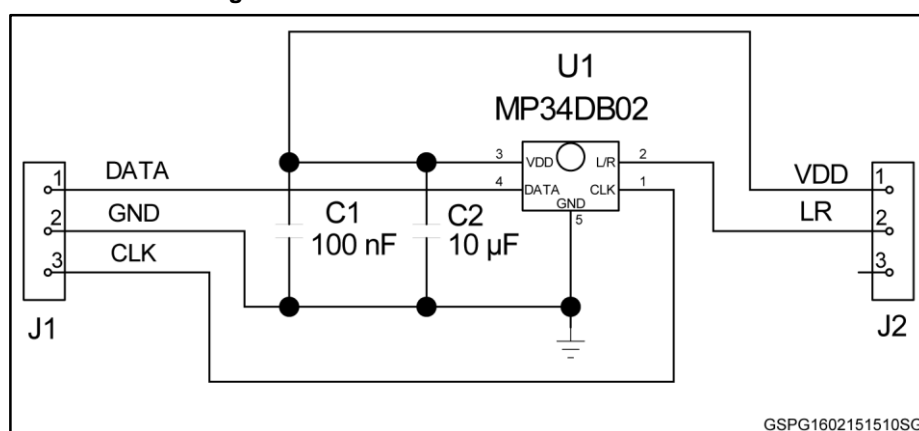 U1
MP34DB02
3 VDD L/R 2
4 DATA CLK 1
GND
5
1 DATA
2 GND
3 CLK
J1
C1
100 nF
C2
10 µF
VDD 1
LR 2
3
J2
GSPG1602151510SG